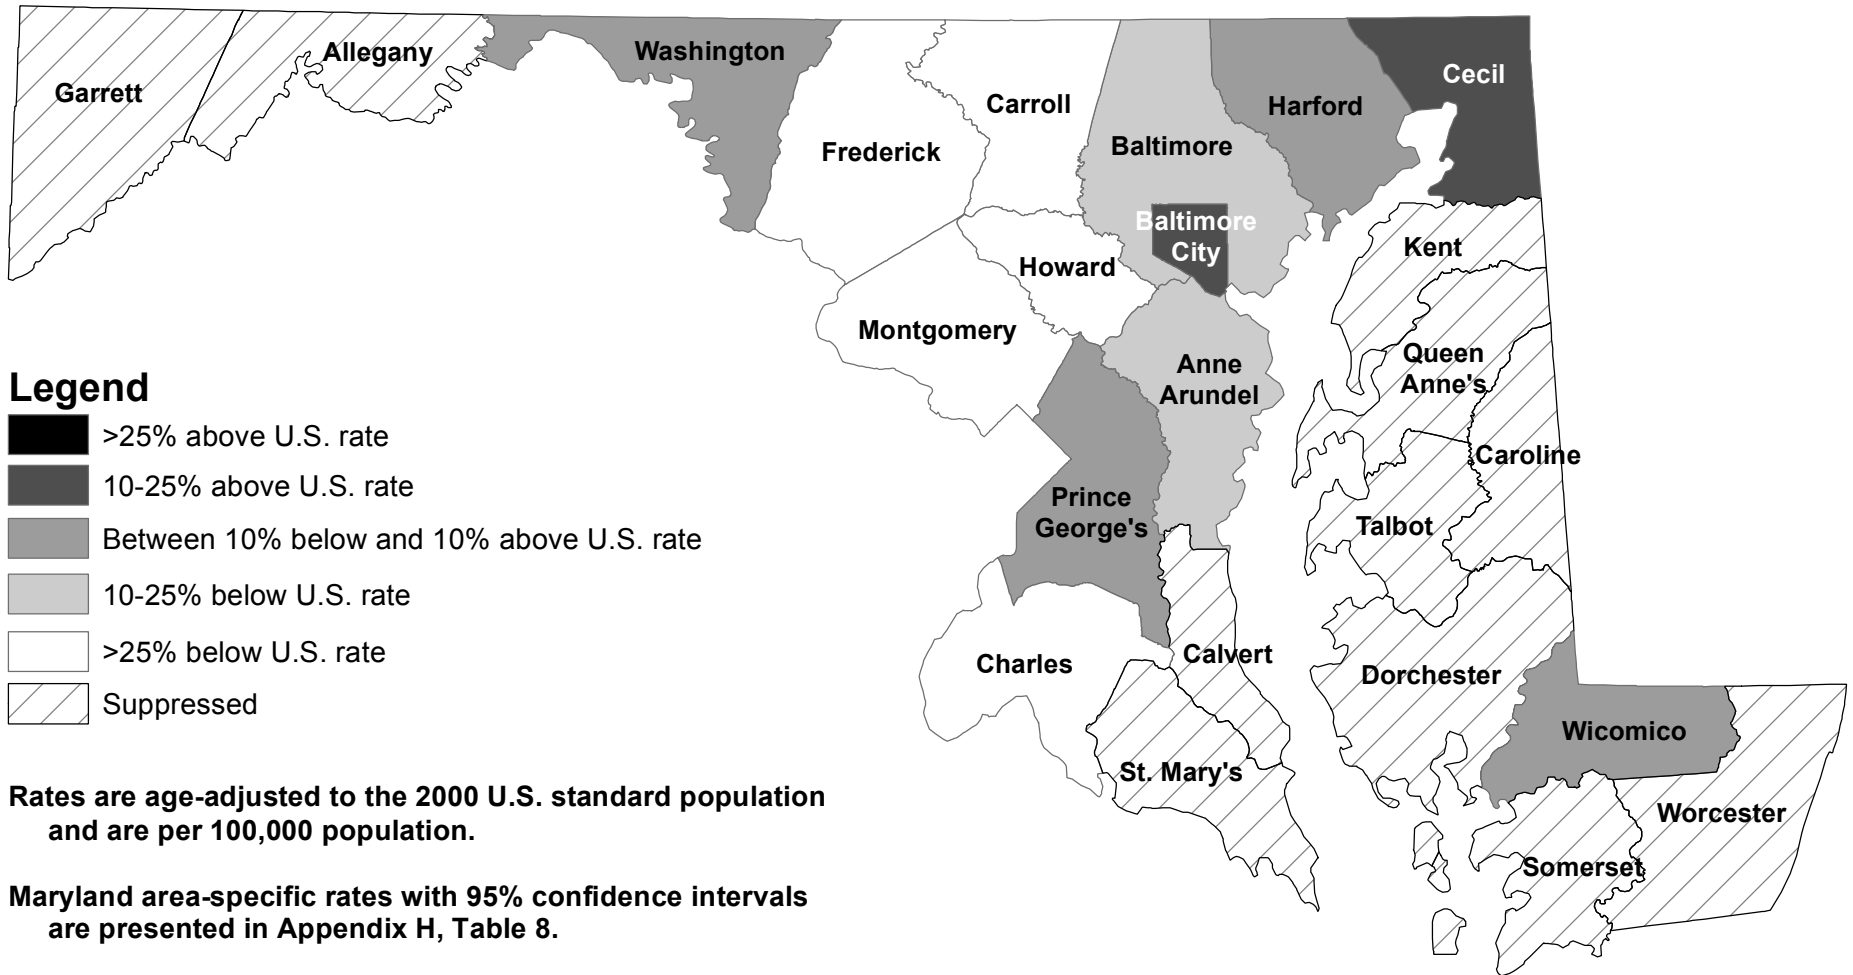 Garrett
Allegany
Washington
Frederick
Carroll
Baltimore
Harford
Cecil
Baltimore
City
Howard
Montgomery
Kent
Queen
Anne's
Anne
Arundel
Caroline
Prince
George's
Talbot
Charles
Calvert
Dorchester
St. Mary's
Wicomico
Worcester
Somerset
Legend
>25% above U.S. rate
10-25% above U.S. rate
Between 10% below and 10% above U.S. rate
10-25% below U.S. rate
>25% below U.S. rate
Suppressed
Rates are age-adjusted to the 2000 U.S. standard population
and are per 100,000 population.
Maryland area-specific rates with 95% confidence intervals
are presented in Appendix H, Table 8.